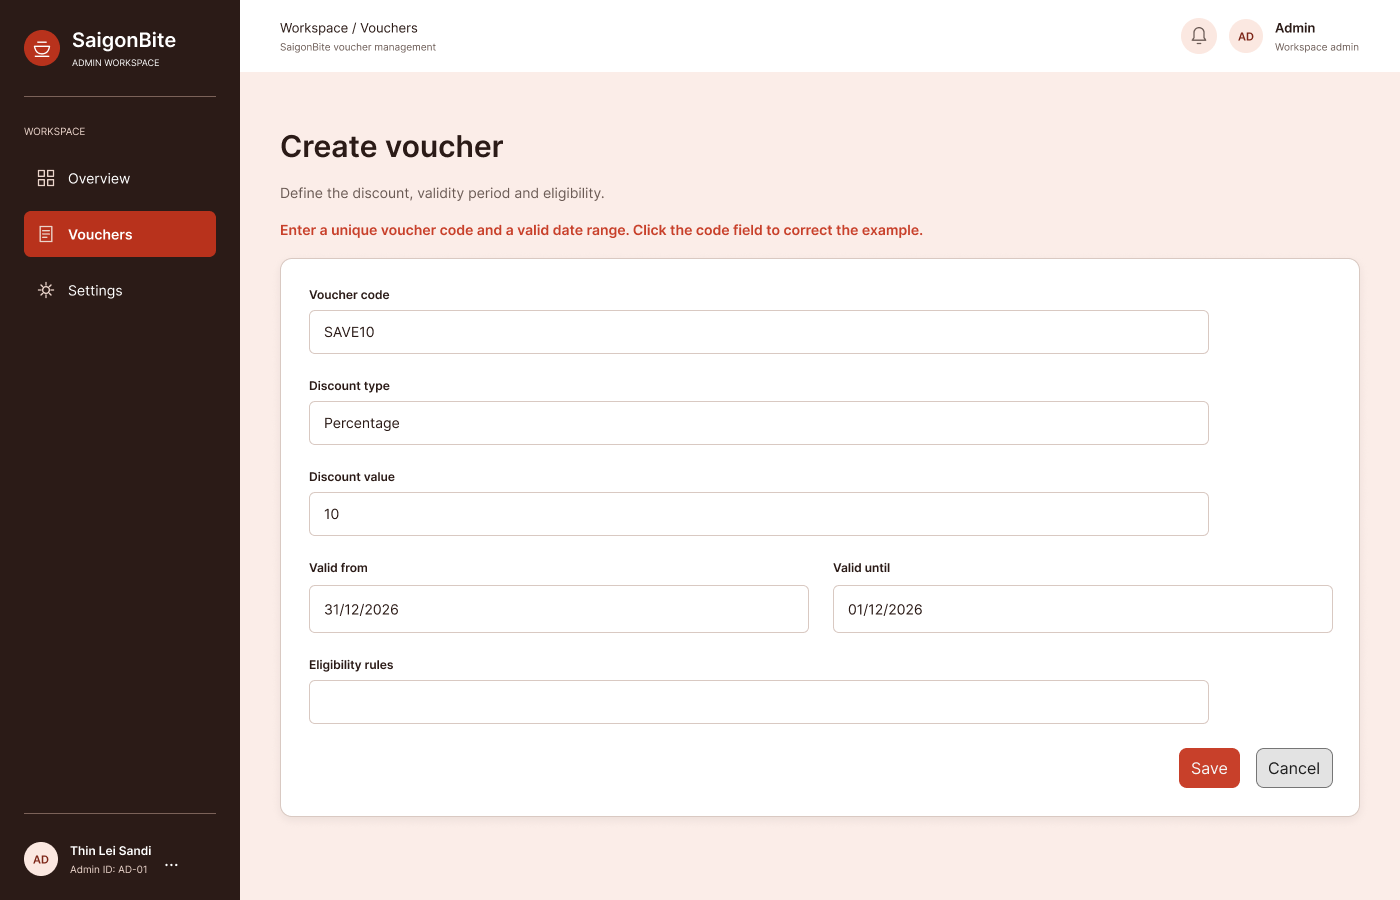 SaigonBite
ADMIN WORKSPACE
WORKSPACE
Overview
Vouchers
Settings
AD
Thin Lei Sandi
Admin ID: AD-01
...
Workspace / Vouchers
SaigonBite voucher management
AD
Admin
Workspace admin
Create voucher
Define the discount, validity period and eligibility.
Enter a unique voucher code and a valid date range. Click the code field to correct the example.
Voucher code
SAVE10
Discount type
Percentage
Discount value
10
Valid from
31/12/2026
Valid until
01/12/2026
Eligibility rules
Save
Cancel